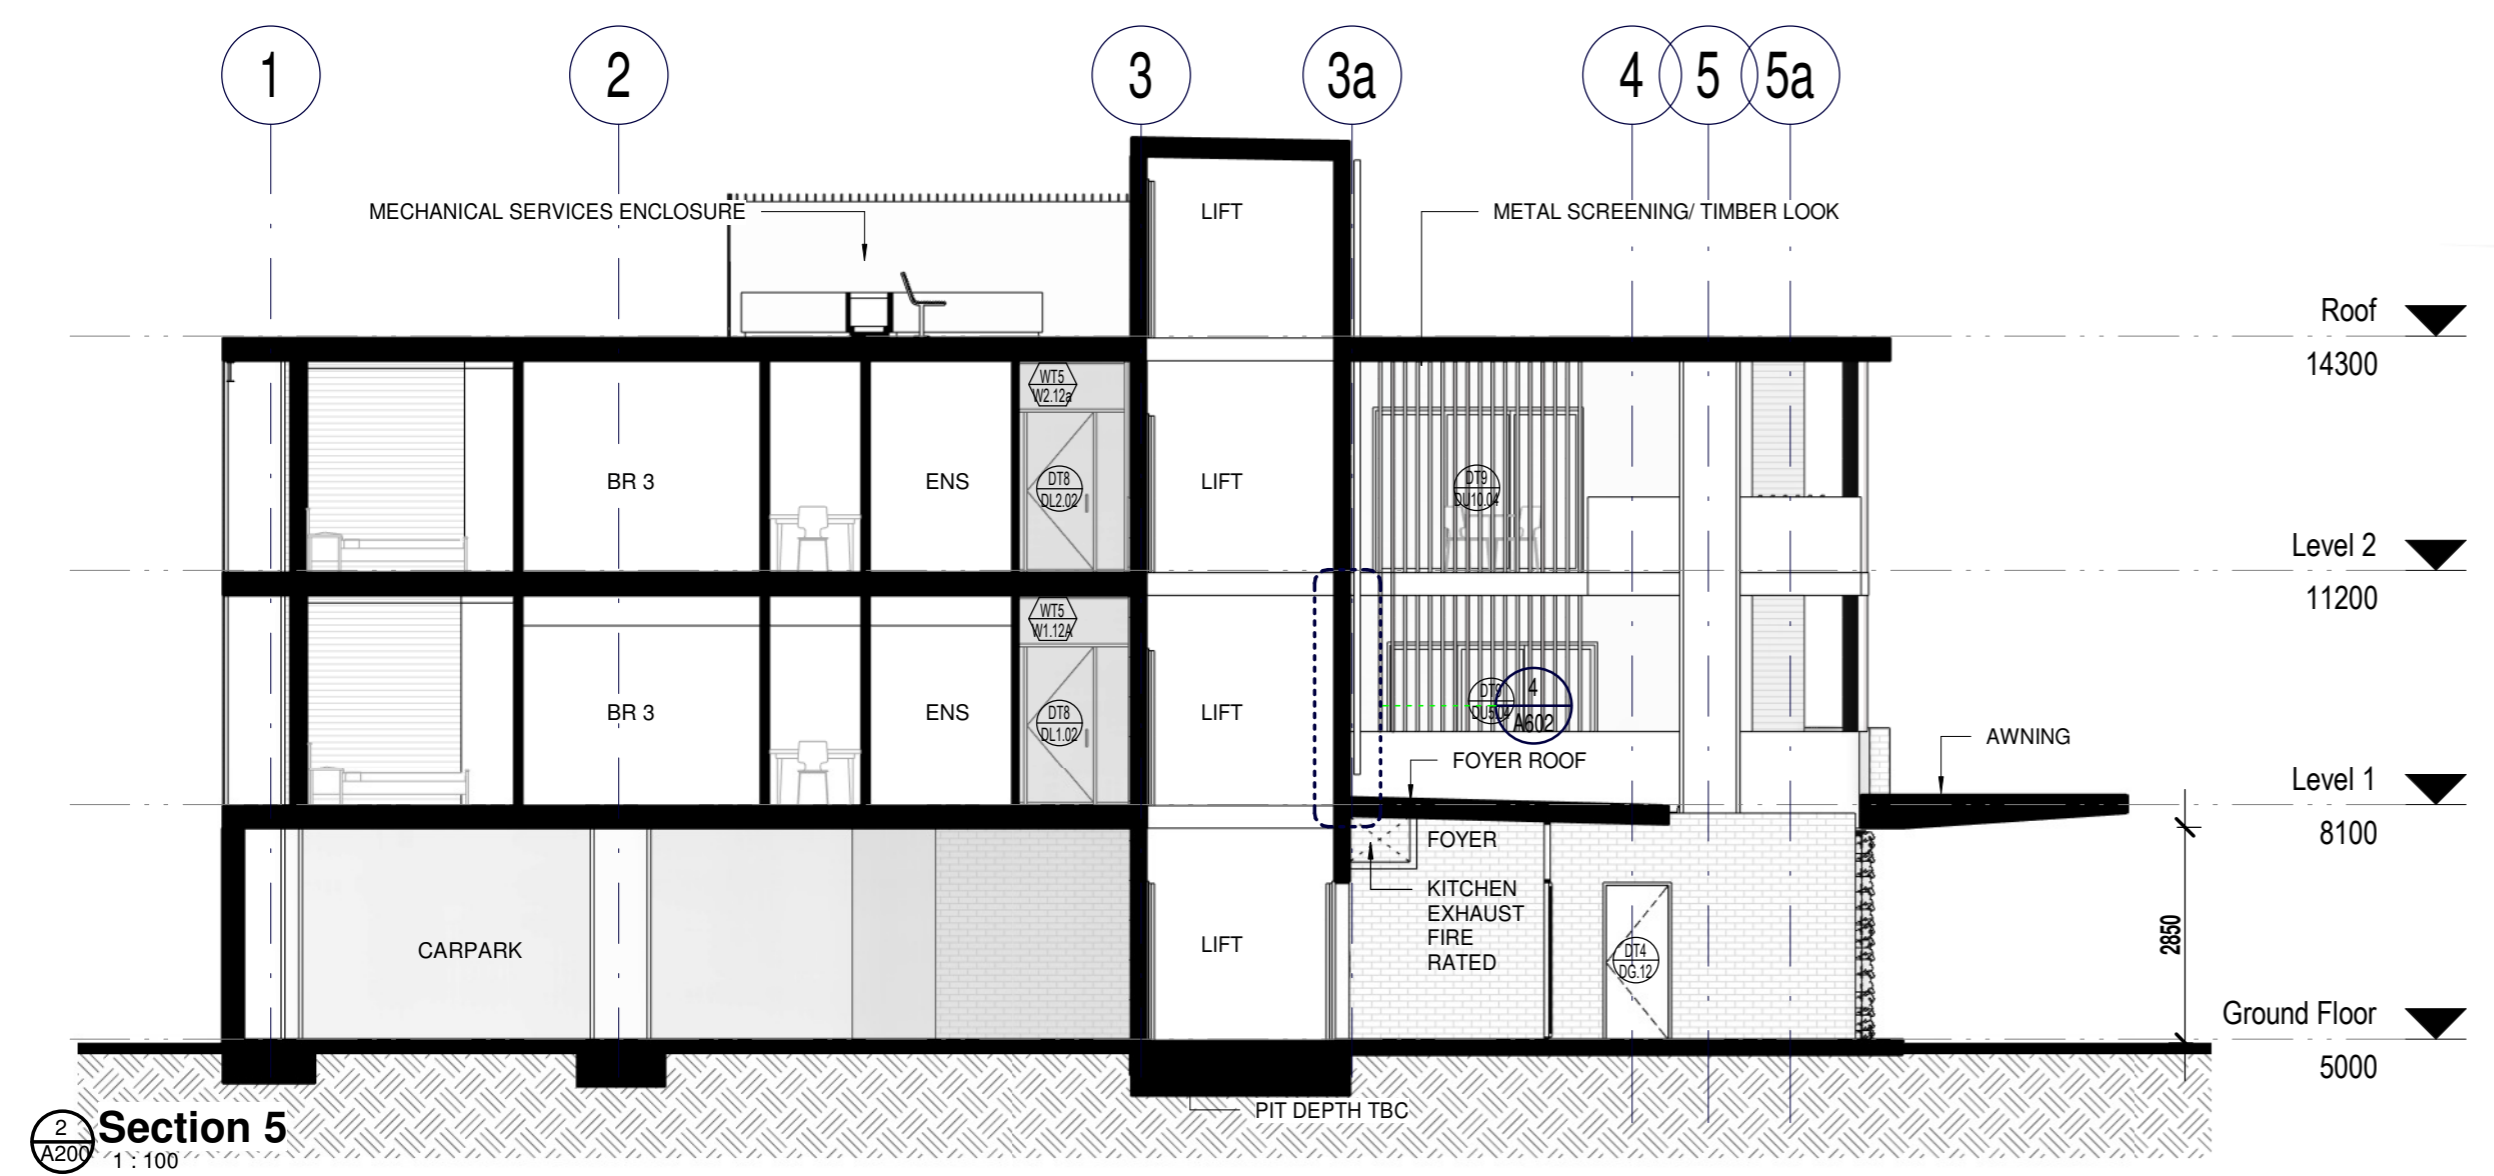 1
2
3
3a
4
5
5a
MECHANICAL SERVICES ENCLOSURE
LIFT
METAL SCREENING/ TIMBER LOOK
Roof
14300
WT5
W2.12a
BR 3
ENS
DT8
DL2.02
LIFT
DT9
DU10.04
Level 2
11200
WT5
W1.12A
BR 3
ENS
DT8
DL1.02
LIFT
DT9
4
A602
FOYER ROOF
AWNING
Level 1
8100
FOYER
KITCHEN
EXHAUST
FIRE
RATED
CARPARK
LIFT
DT4
DG.12
2850
Ground Floor
5000
PIT DEPTH TBC
2
A200
Section 5
1 : 100